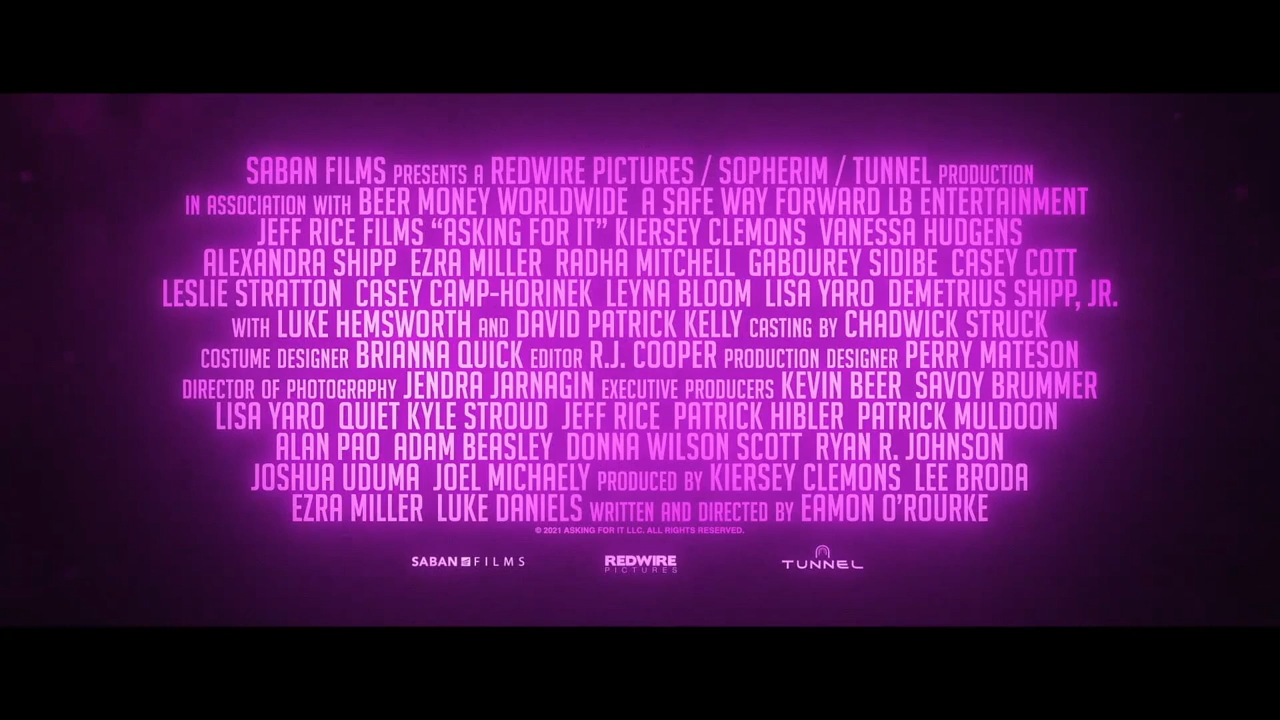 SABAN FILMS PRESENTS A REDWIRE PICTURES / SOPHERIM / TUNNEL PRODUCTION
IN ASSOCIATION WITH BEER MONEY WORLDWIDE A SAFE WAY FORWARD LB ENTERTAINMENT
JEFF RICE FILMS “ASKING FOR IT” KIERSEY CLEMONS VANESSA HUDGENS
ALEXANDRA SHIPP EZRA MILLER RADHA MITCHELL GABOUREY SIDIBE CASEY COTT
LESLIE STRATTON CASEY CAMP-HORINEK LEYNA BLOOM LISA YARO DEMETRIUS SHIPP, JR.
WITH LUKE HEMSWORTH AND DAVID PATRICK KELLY CASTING BY CHADWICK STRUCK
COSTUME DESIGNER BRIANNA QUICK EDITOR R.J. COOPER PRODUCTION DESIGNER PERRY MATESON
DIRECTOR OF PHOTOGRAPHY JENDRA JARNAGIN EXECUTIVE PRODUCERS KEVIN BEER SAVOY BRUMMER
LISA YARO QUIET KYLE STROUD JEFF RICE PATRICK HIBLER PATRICK MULDOON
ALAN PAO ADAM BEASLEY DONNA WILSON SCOTT RYAN R. JOHNSON
JOSHUA UDUMA JOEL MICHAELY PRODUCED BY KIERSEY CLEMONS LEE BRODA
EZRA MILLER LUKE DANIELS WRITTEN AND DIRECTED BY EAMON O’ROURKE
© 2021 ASKING FOR IT LLC. ALL RIGHTS RESERVED.
SABAN FILMS
REDWIRE
PICTURES
TUNNEL